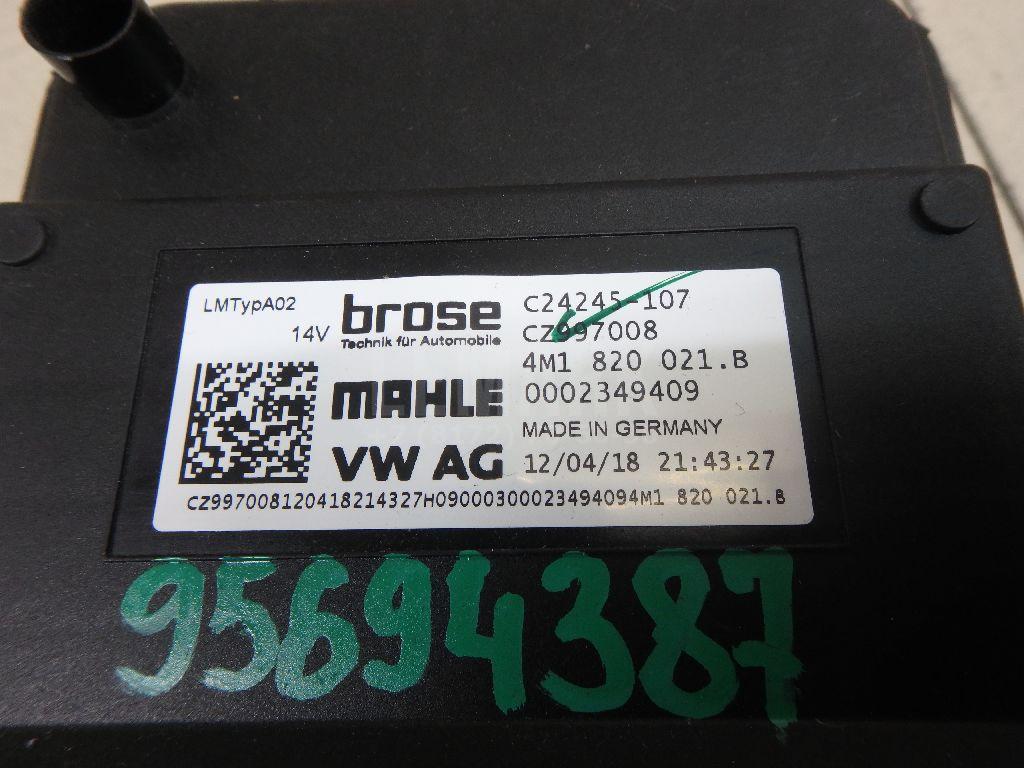 LMTypA02
14V
brose
Technik für Automobile
MAHLE
VW AG
C24245-107
CZ997008
4M1 820 021.B
0002349409
MADE IN GERMANY
12/04/18 21:43:27
CZ997008120418214327H09000300023494094M1 820 021.B
95694387